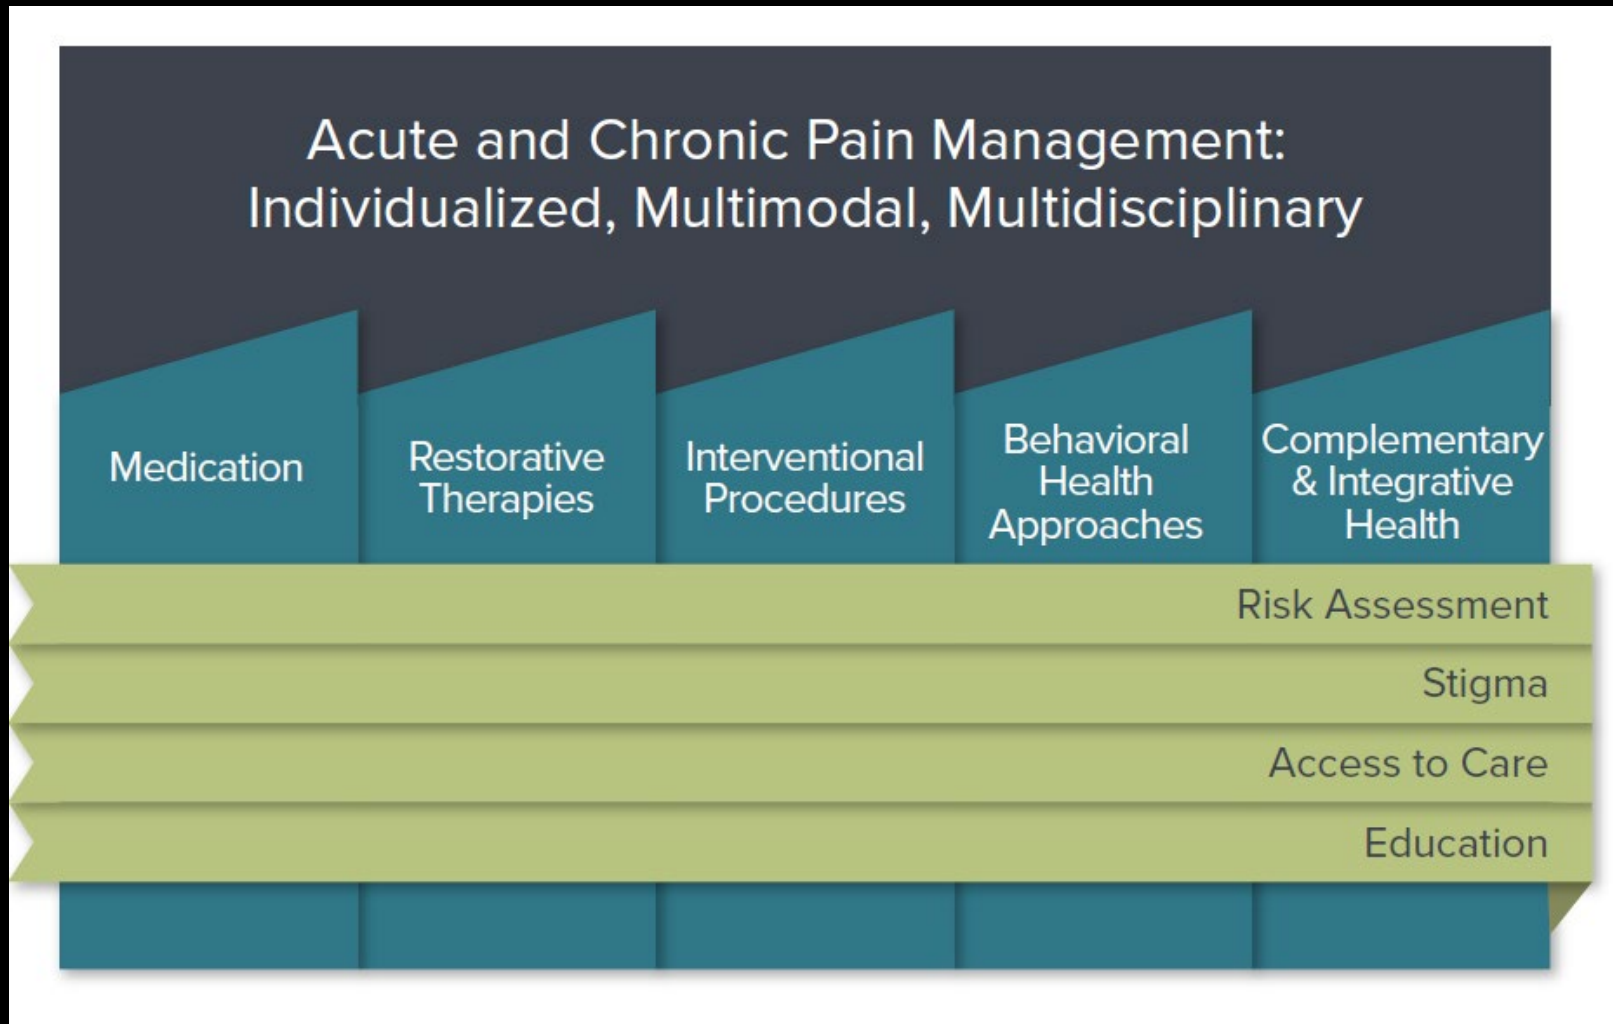 Acute and Chronic Pain Management:
Individualized, Multimodal, Multidisciplinary
Medication
Restorative
Therapies
Interventional
Procedures
Behavioral
Health
Approaches
Complementary
& Integrative
Health
Risk Assessment
Stigma
Access to Care
Education